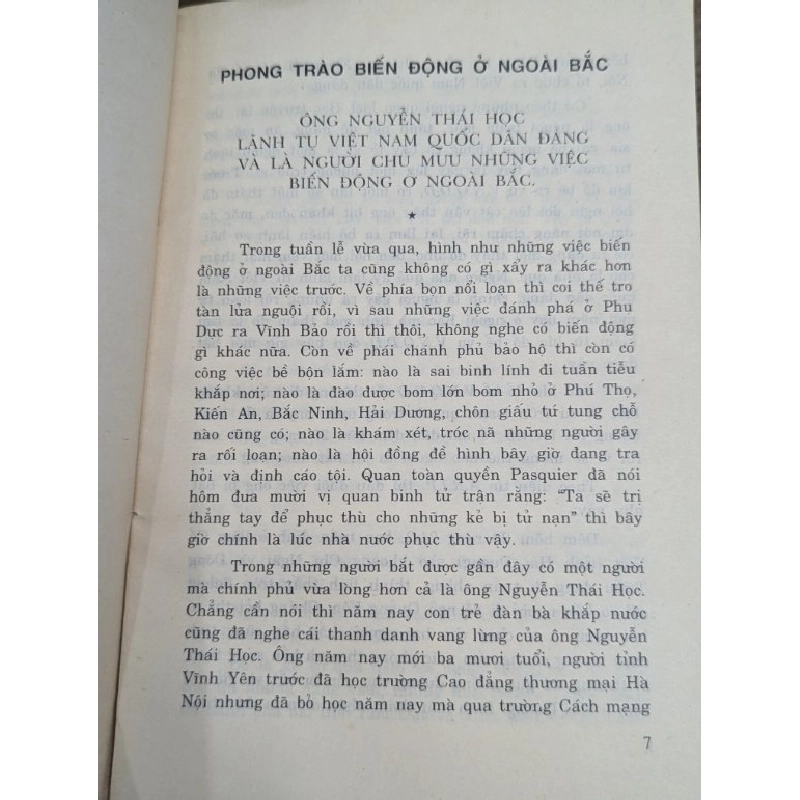 PHONG TRÀO BIẾN ĐỘNG Ở NGOÀI BẮC
ÔNG NGUYỄN THÁI HỌC
LÃNH TỤ VIỆT NAM QUỐC DÂN ĐẢNG
VÀ LÀ NGƯỜI CHỦ MƯU NHỮNG VIỆC
BIẾN ĐỘNG Ở NGOÀI BẮC.
★
Trong tuần lễ vừa qua, hình như những việc biến
động ở ngoài Bắc ta cũng không có gì xẩy ra khác hơn
là những việc trước. Về phía bọn nổi loạn thì coi thế tro
tàn lửa nguội rồi, vì sau những việc đánh phá ở Phụ
Dực ra Vĩnh Bảo rồi thì thôi, không nghe có biến động
gì khác nữa. Còn về phái chánh phủ bảo hộ thì còn có
công việc bề bộn lắm: nào là sai binh lính đi tuần tiễu
khắp nơi; nào là đào được bom lớn bom nhỏ ở Phú Thọ,
Kiến An, Bắc Ninh, Hải Dương, chôn giấu tứ tung chỗ
nào cũng có; nào là khám xét, tróc nã những người gây
ra rối loạn; nào là hội đồng đề hình bây giờ đang tra
hỏi và định cáo tội. Quan toàn quyền Pasquier đã nói
hôm đưa mười vị quan binh tử trận rằng: “Ta sẽ trị
thẳng tay để phục thù cho những kẻ bị tử nạn” thì bây
giờ chính là lúc nhà nước phục thù vậy.
Trong những người bắt được gần đây có một người
mà chính phủ vừa lòng hơn cả là ông Nguyễn Thái Học.
Chẳng cần nói thì năm nay con trẻ đàn bà khắp nước
cũng đã nghe cái thanh danh vang lừng của ông Nguyễn
Thái Học. Ông năm nay mới ba mươi tuổi, người tỉnh
Vĩnh Yên trước đã học trường Cao đẳng thương mại Hà
Nội nhưng đã bỏ học năm nay mà qua trường Cách mạng
7